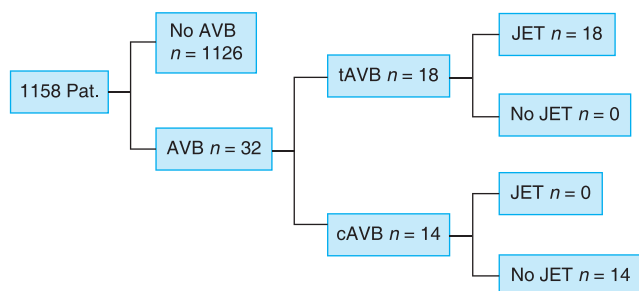 No AVB
n = 1126
1158 Pat.
AVB n = 32
tAVB n = 18
cAVB n = 14
JET n = 18
No JET n = 0
JET n = 0
No JET n = 14